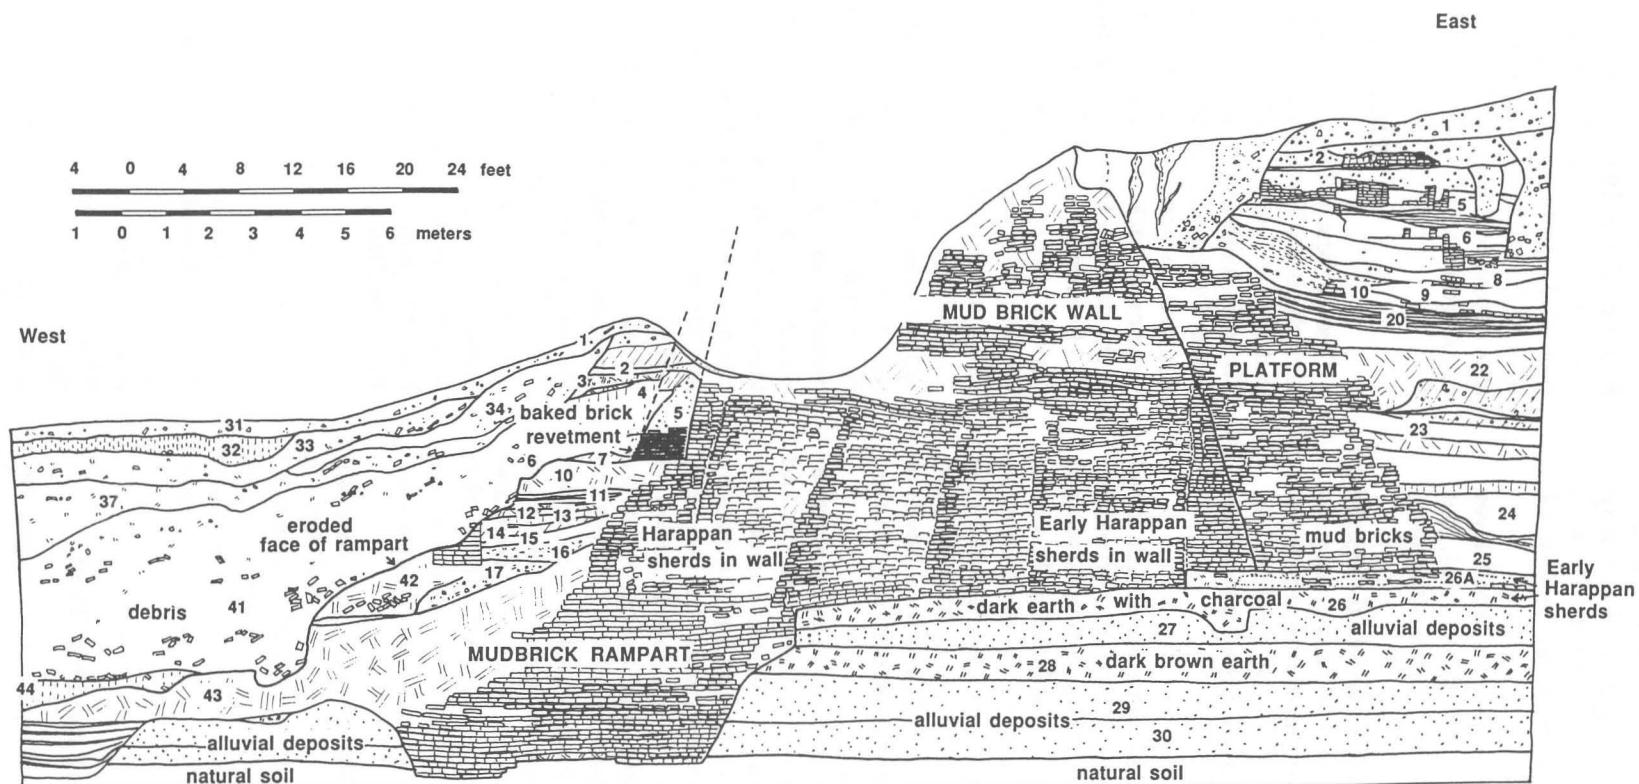 East
4 0 4 8 12 16 20 24 feet
1 0 1 2 3 4 5 6 meters
West
1
2
5
6
8
9
10
20
MUD BRICK WALL
PLATFORM
22
23
24
25
mud bricks
26A
Early
Harappan
sherds
1
2
3
4
5
34
baked brick
revetment
31
32
33
6
7
10
11
12
13
14
15
16
17
37
eroded
face of rampart
42
Harappan
sherds in wall
Early Harappan
sherds in wall
debris
41
dark earth with charcoal
26
27
alluvial deposits
MUDBRICK RAMPART
28
dark brown earth
44
43
29
alluvial deposits
30
alluvial deposits
natural soil
natural soil